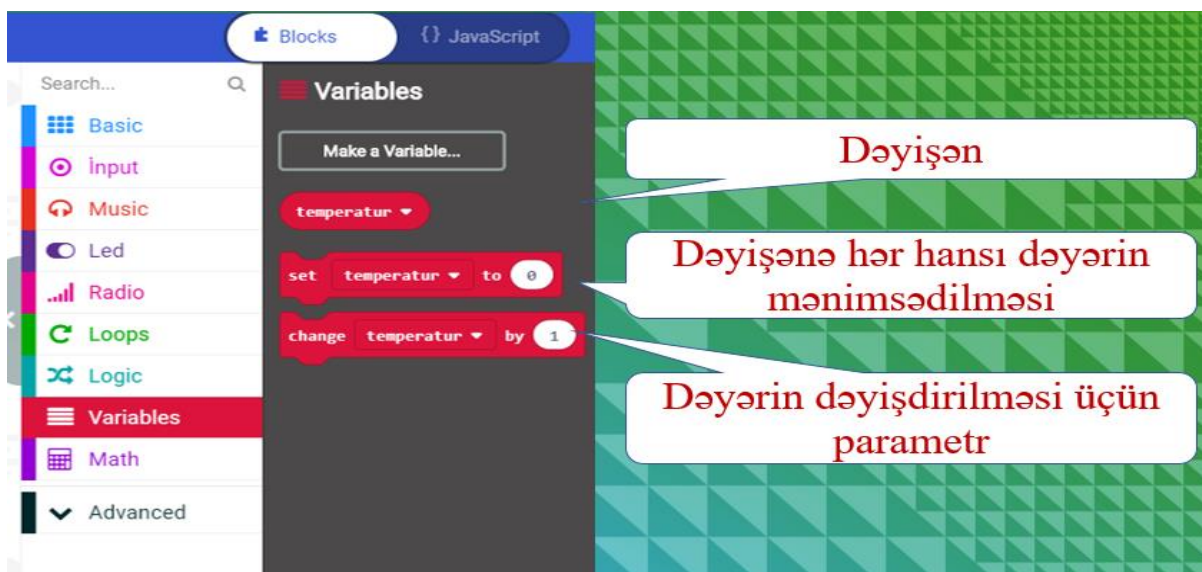 Blocks
{} JavaScript
Search...
Basic
İnput
Music
Led
Radio
Loops
Logic
Variables
Math
Advanced
Variables
Make a Variable...
temperatur
set temperatur to 0
change temperatur by 1
Dəyişən
Dəyişənə hər hansı dəyərin
mənimsədilməsi
Dəyərin dəyişdirilməsi üçün
parametr